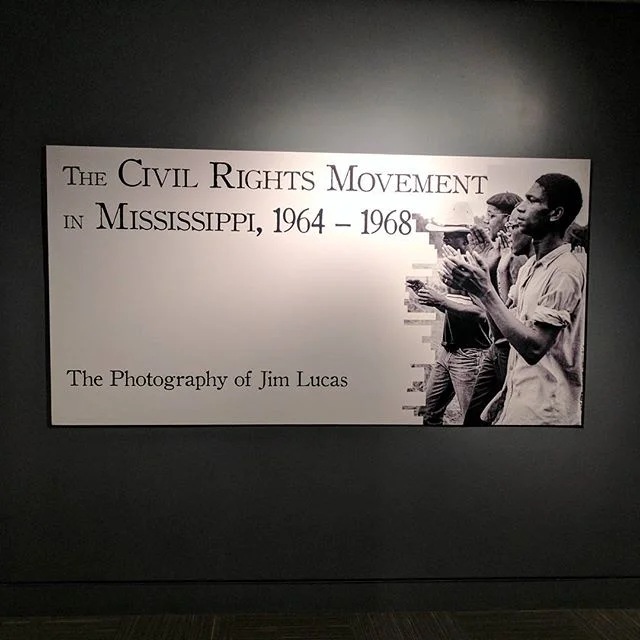 THE CIVIL RIGHTS MOVEMENT
IN MISSISSIPPI, 1964 – 1968
The Photography of Jim Lucas